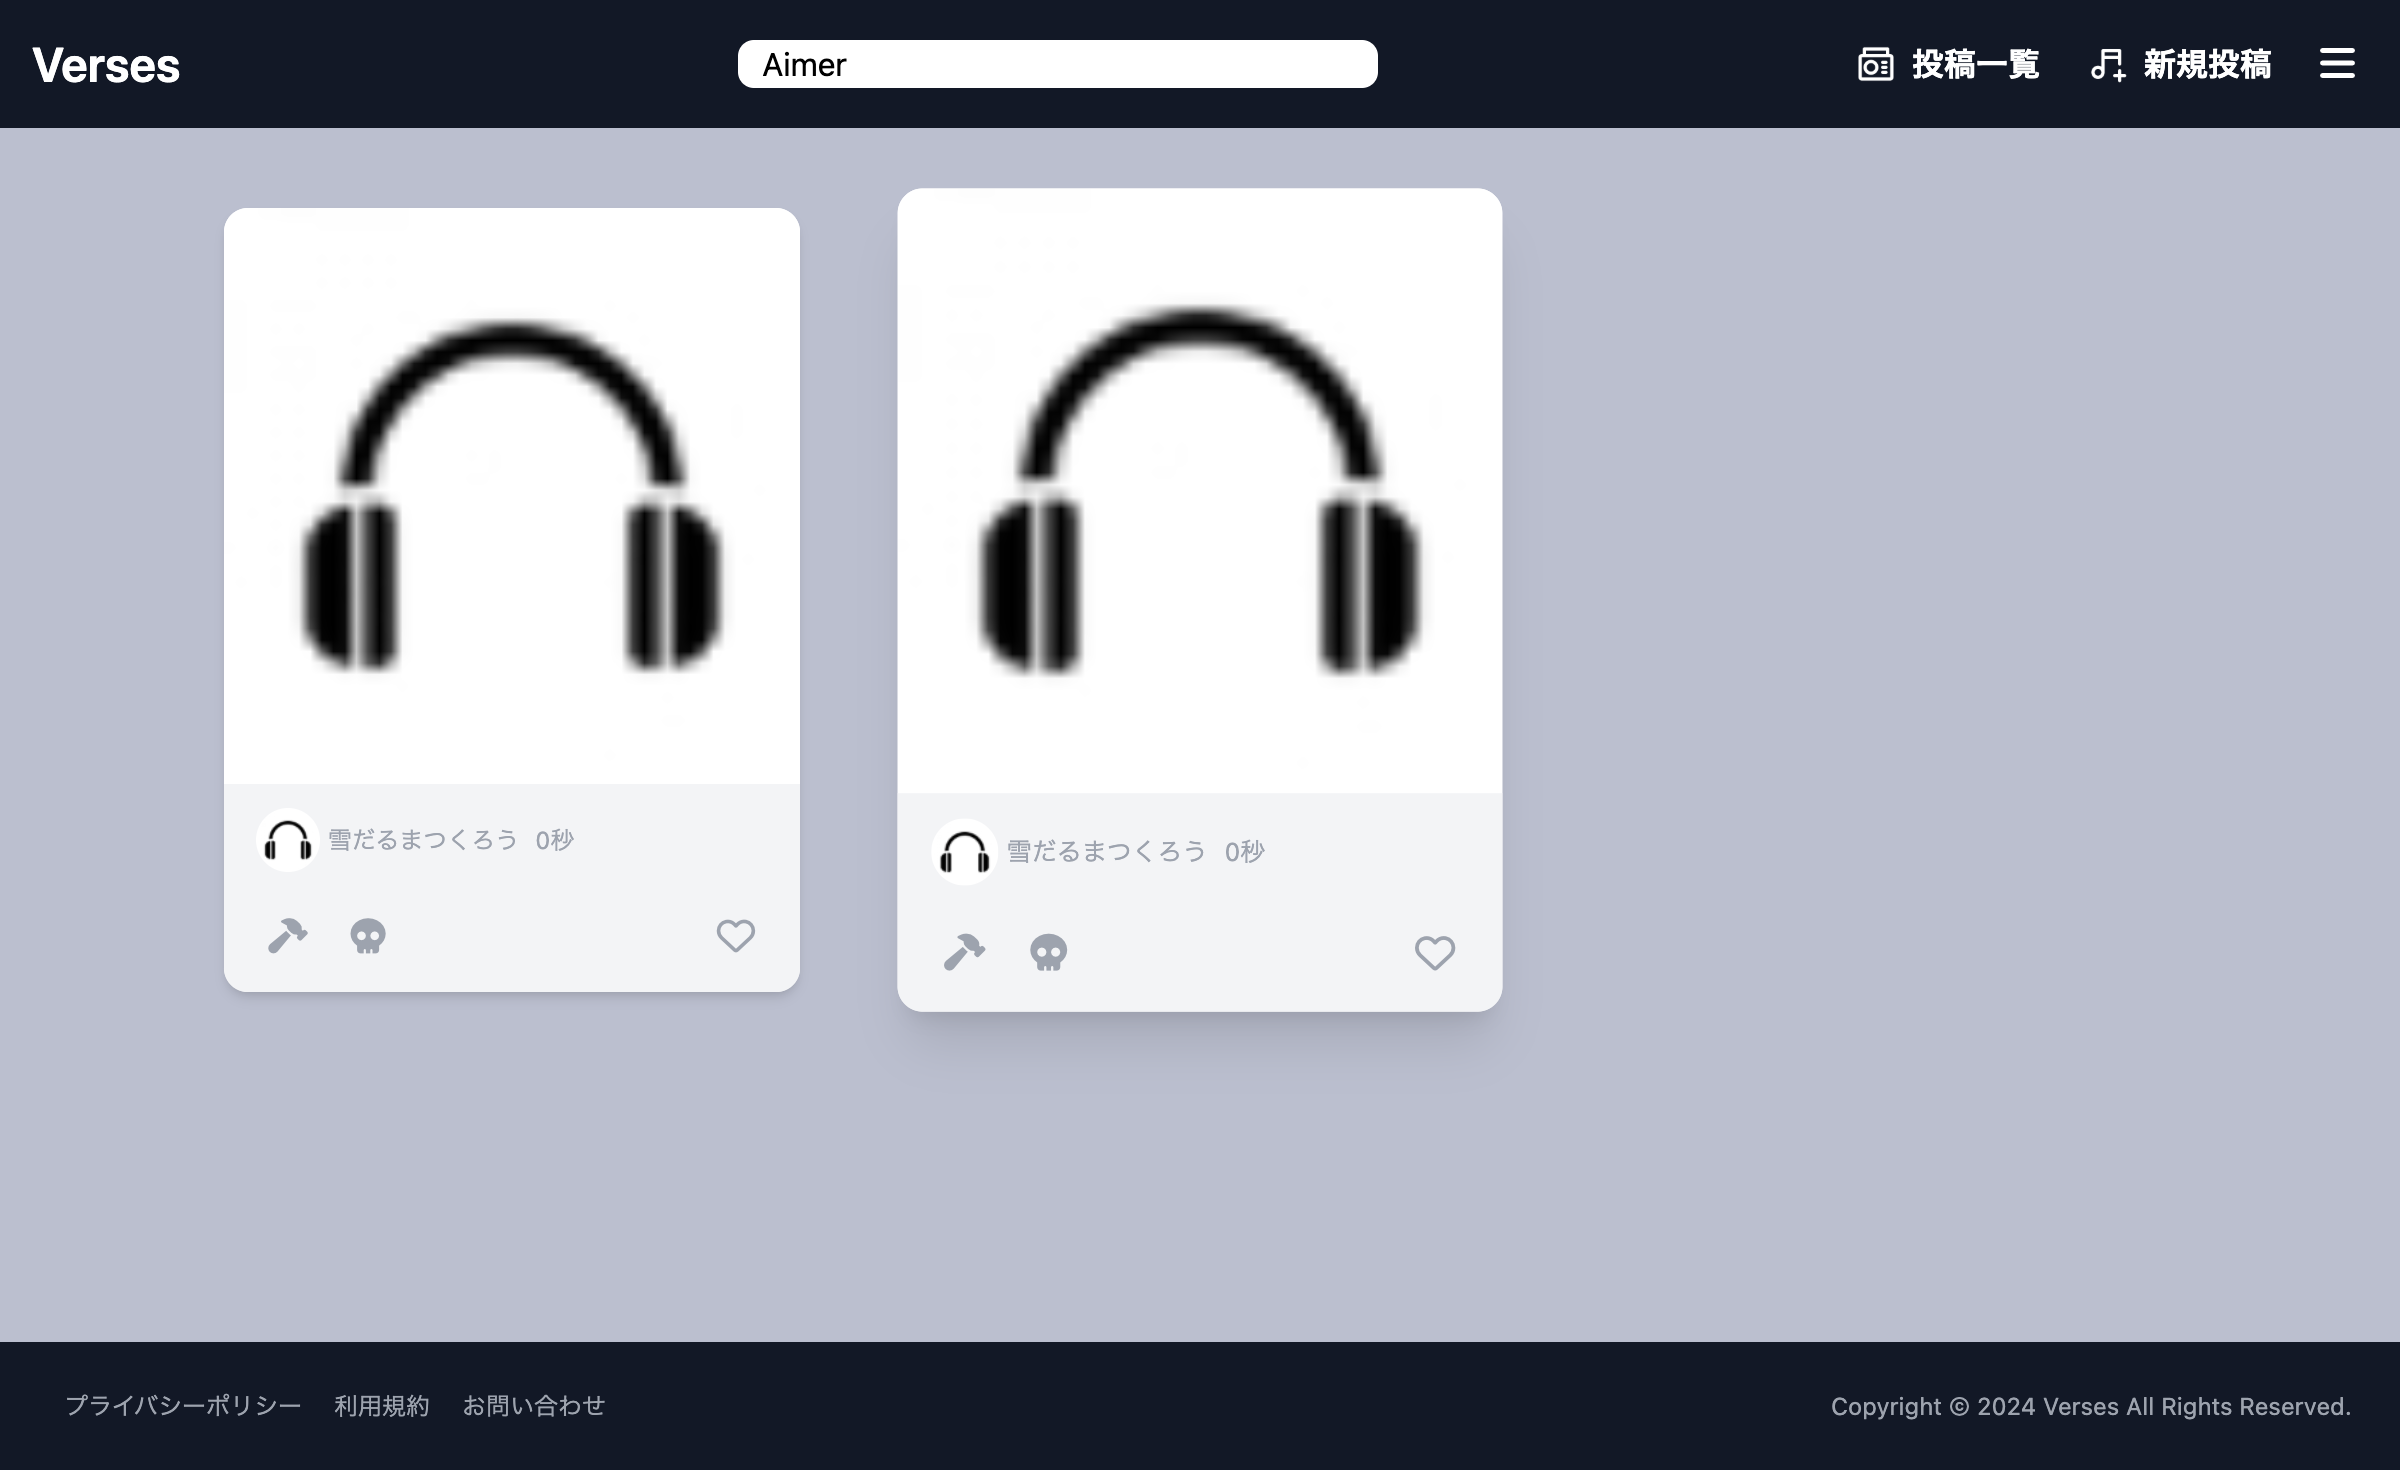 Verses
Aimer
投稿一覧
新規投稿
雪だるまつくろう 0秒
雪だるまつくろう 0秒
プライバシーポリシー 利用規約 お問い合わせ
Copyright © 2024 Verses All Rights Reserved.